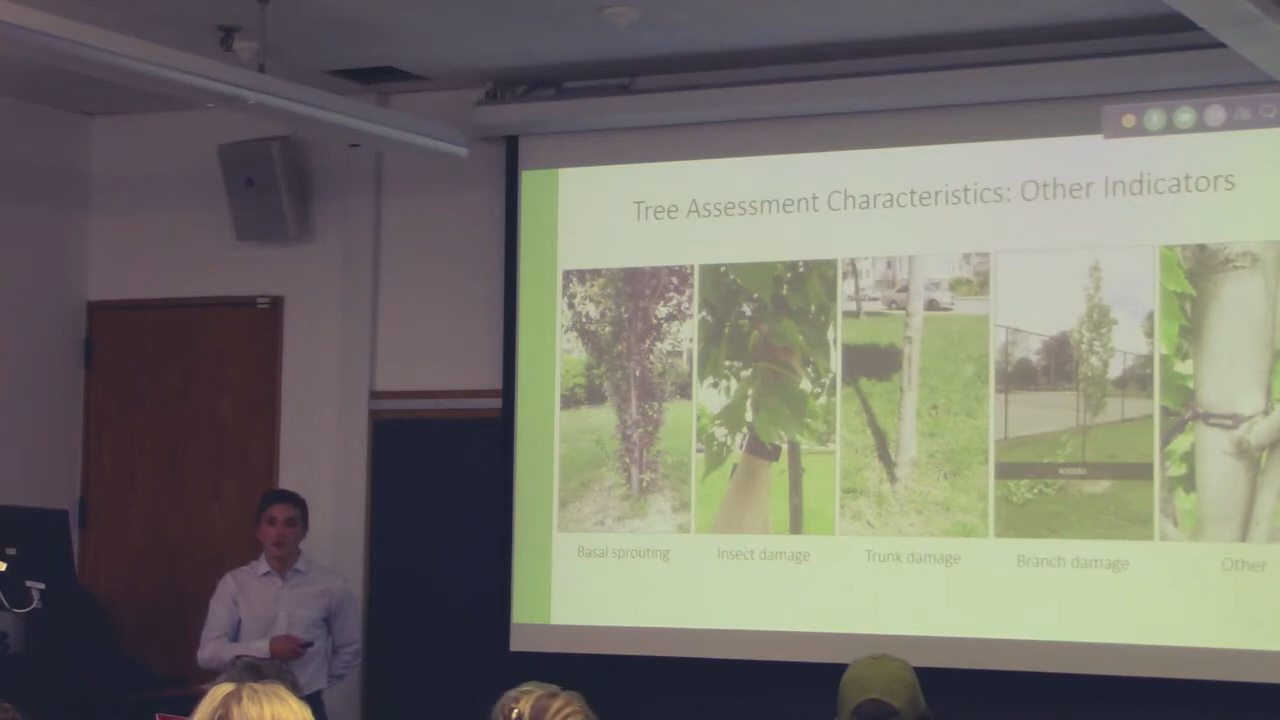 Tree Assessment Characteristics: Other Indicators
Basal sprouting
Insect damage
Trunk damage
Branch damage
Other